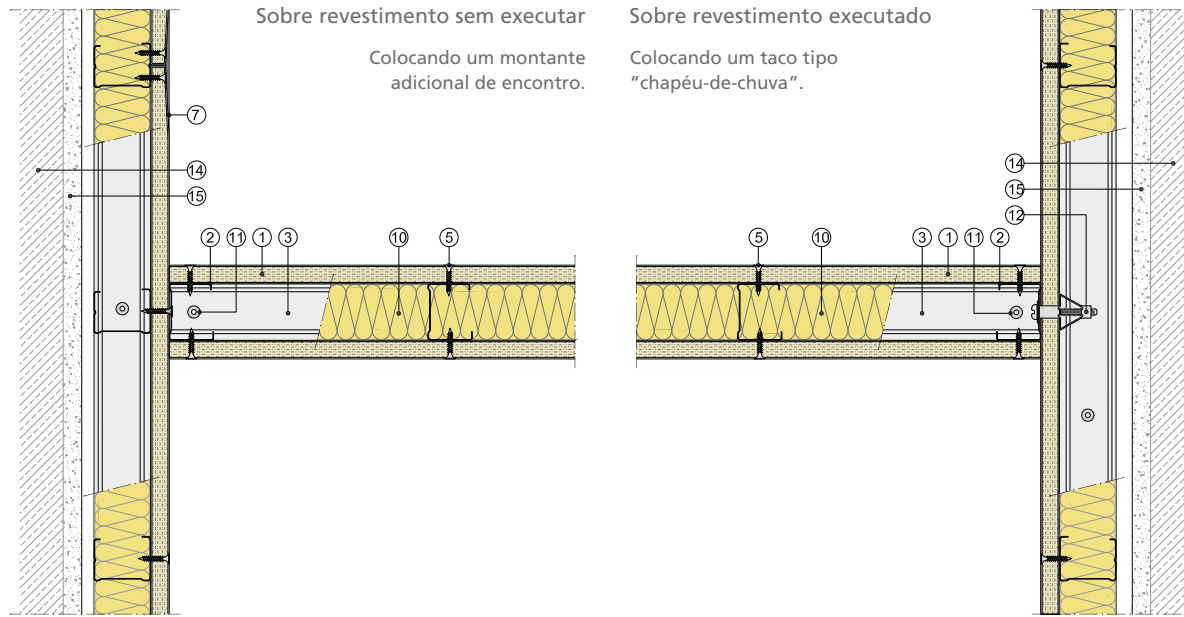 Sobre revestimento sem executar
Colocando um montante
adicional de encontro.
Sobre revestimento executado
Colocando um taco tipo
“chapéu-de-chuva”.
7
14
15
2 11 1 3 10 5
14
15
12
5 10 1 3 11 2